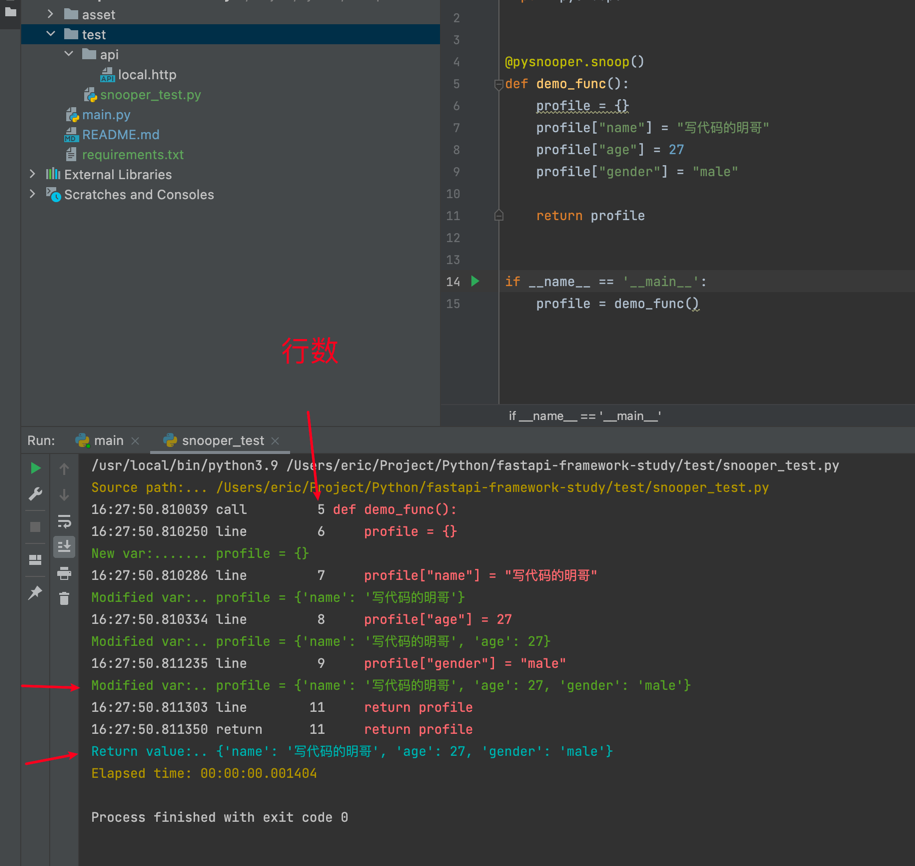 asset
test
api
local.http
snooper_test.py
main.py
README.md
requirements.txt
External Libraries
Scratches and Consoles
2
3
4 @pysnooper.snoop()
5 def demo_func():
6 profile = {}
7 profile["name"] = "写代码的明哥"
8 profile["age"] = 27
9 profile["gender"] = "male"
10
11 return profile
12
13
14 if __name__ == '__main__':
15 profile = demo_func()
行数
if __name__ == '__main__'
Run: main × snooper_test ×
/usr/local/bin/python3.9 /Users/eric/Project/Python/fastapi-framework-study/test/snooper_test.py
Source path:... /Users/eric/Project/Python/fastapi-framework-study/test/snooper_test.py
16:27:50.810039 call 5 def demo_func():
16:27:50.810250 line 6 profile = {}
New var:....... profile = {}
16:27:50.810286 line 7 profile["name"] = "写代码的明哥"
Modified var:.. profile = {'name': '写代码的明哥'}
16:27:50.810334 line 8 profile["age"] = 27
Modified var:.. profile = {'name': '写代码的明哥', 'age': 27}
16:27:50.811235 line 9 profile["gender"] = "male"
Modified var:.. profile = {'name': '写代码的明哥', 'age': 27, 'gender': 'male'}
16:27:50.811303 line 11 return profile
16:27:50.811350 return 11 return profile
Return value:.. {'name': '写代码的明哥', 'age': 27, 'gender': 'male'}
Elapsed time: 00:00:00.001404
Process finished with exit code 0